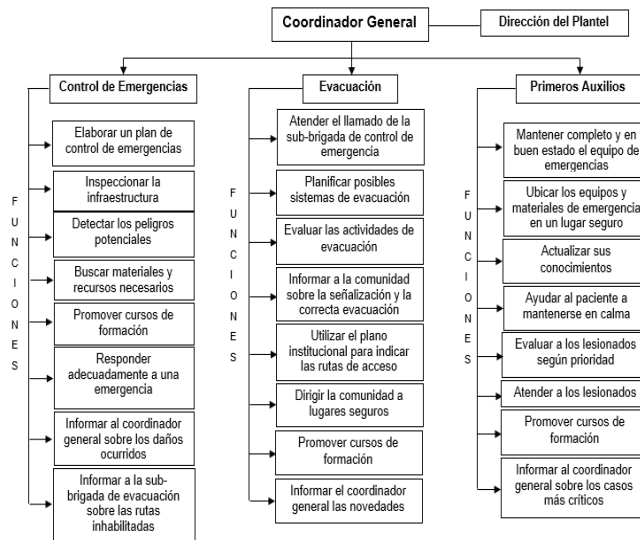 Coordinador General
Dirección del Plantel
Control de Emergencias
FUNCIONES
Elaborar un plan de
control de emergencias
Inspeccionar la
infraestructura
Detectar los peligros
potenciales
Buscar materiales y
recursos necesarios
Promover cursos de
formación
Responder
adecuadamente a una
emergencia
Informar al coordinador
general sobre los daños
ocurridos
Informar a la sub-
brigada de evacuación
sobre las rutas
inhabilitadas
Evacuación
FUNCIONES
Atender el llamado de la
sub-brigada de control de
emergencia
Planificar posibles
sistemas de evacuación
Evaluar las actividades de
evacuación
Informar a la comunidad
sobre la señalización y la
correcta evacuación
Utilizar el plano
institucional para indicar
las rutas de acceso
Dirigir la comunidad a
lugares seguros
Promover cursos de
formación
Informar el coordinador
general las novedades
Primeros Auxilios
FUNCIONES
Mantener completo y en
buen estado el equipo de
emergencias
Ubicar los equipos y
materiales de emergencia
en un lugar seguro
Actualizar sus
conocimientos
Ayudar al paciente a
mantenerse en calma
Evaluar a los lesionados
según prioridad
Atender a los lesionados
Promover cursos de
formación
Informar al coordinador
general sobre los casos
más críticos